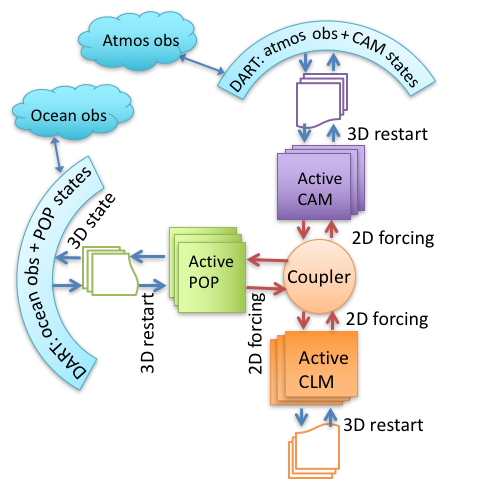 Atmos obs
DART: atmos obs + CAM states
Ocean obs
3D restart
Active
CAM
2D forcing
DART: ocean obs + POP states
3D state
Active
POP
Coupler
3D restart
2D forcing
2D forcing
Active
CLM
3D restart